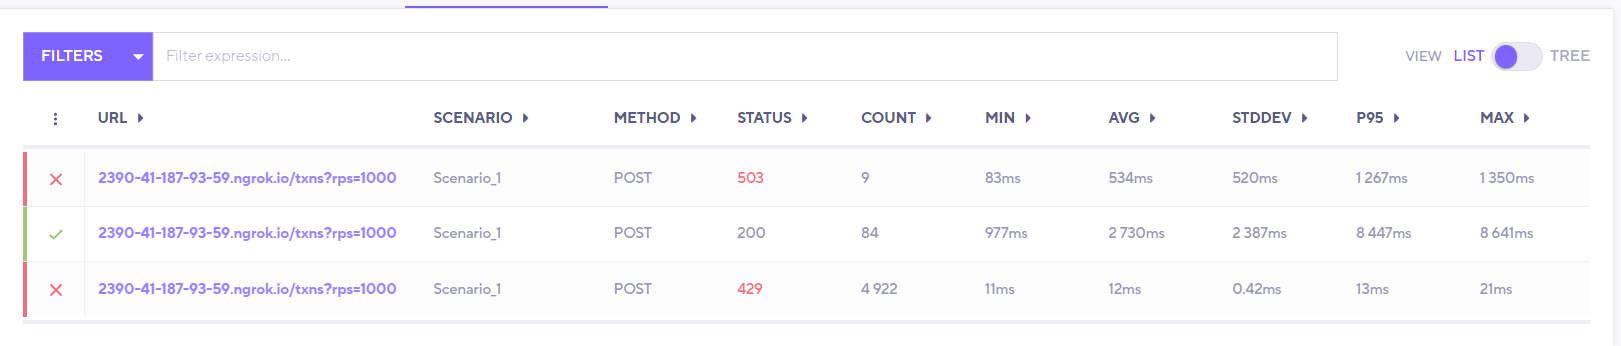 FILTERS Filter expression... VIEW LIST TREE
URL SCENARIO METHOD STATUS COUNT MIN AVG STDDEV P95 MAX
2390-41-187-93-59.ngrok.io/txns?rps=1000 Scenario_1 POST 503 9 83ms 534ms 520ms 1 267ms 1 350ms
2390-41-187-93-59.ngrok.io/txns?rps=1000 Scenario_1 POST 200 84 977ms 2 730ms 2 387ms 8 447ms 8 641ms
2390-41-187-93-59.ngrok.io/txns?rps=1000 Scenario_1 POST 429 4 922 11ms 12ms 0.42ms 13ms 21ms